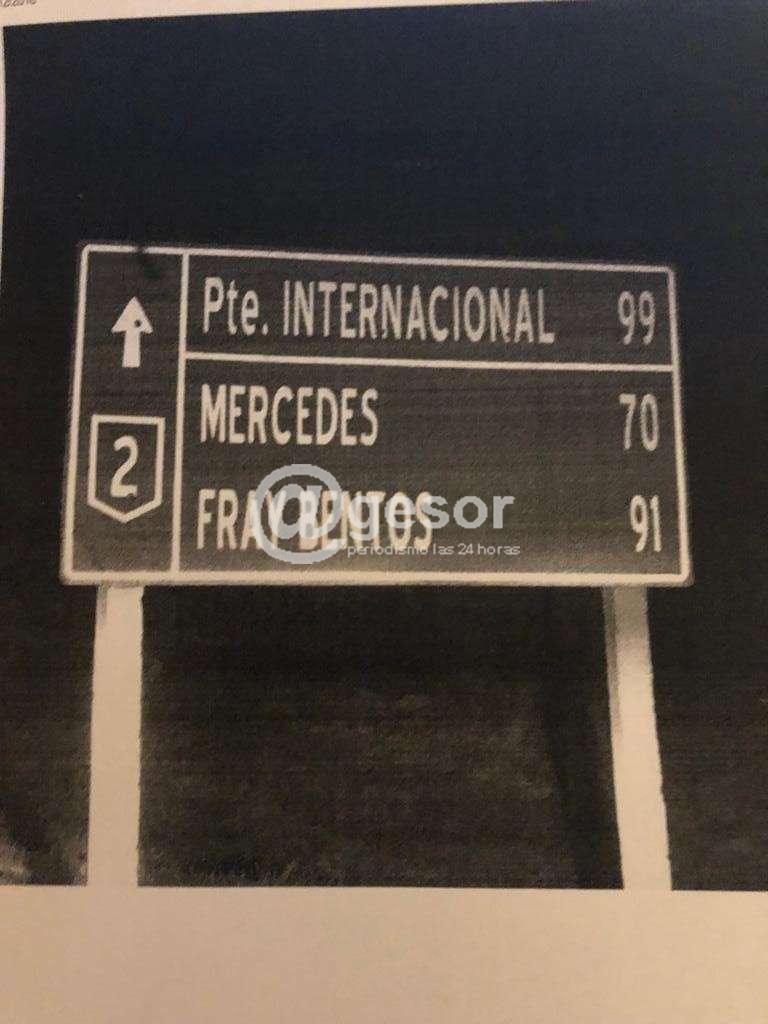 Pte. INTERNACIONAL 99
MERCEDES 70
FRAY BENTOS 91
2
@gesor
periodismo las 24 horas